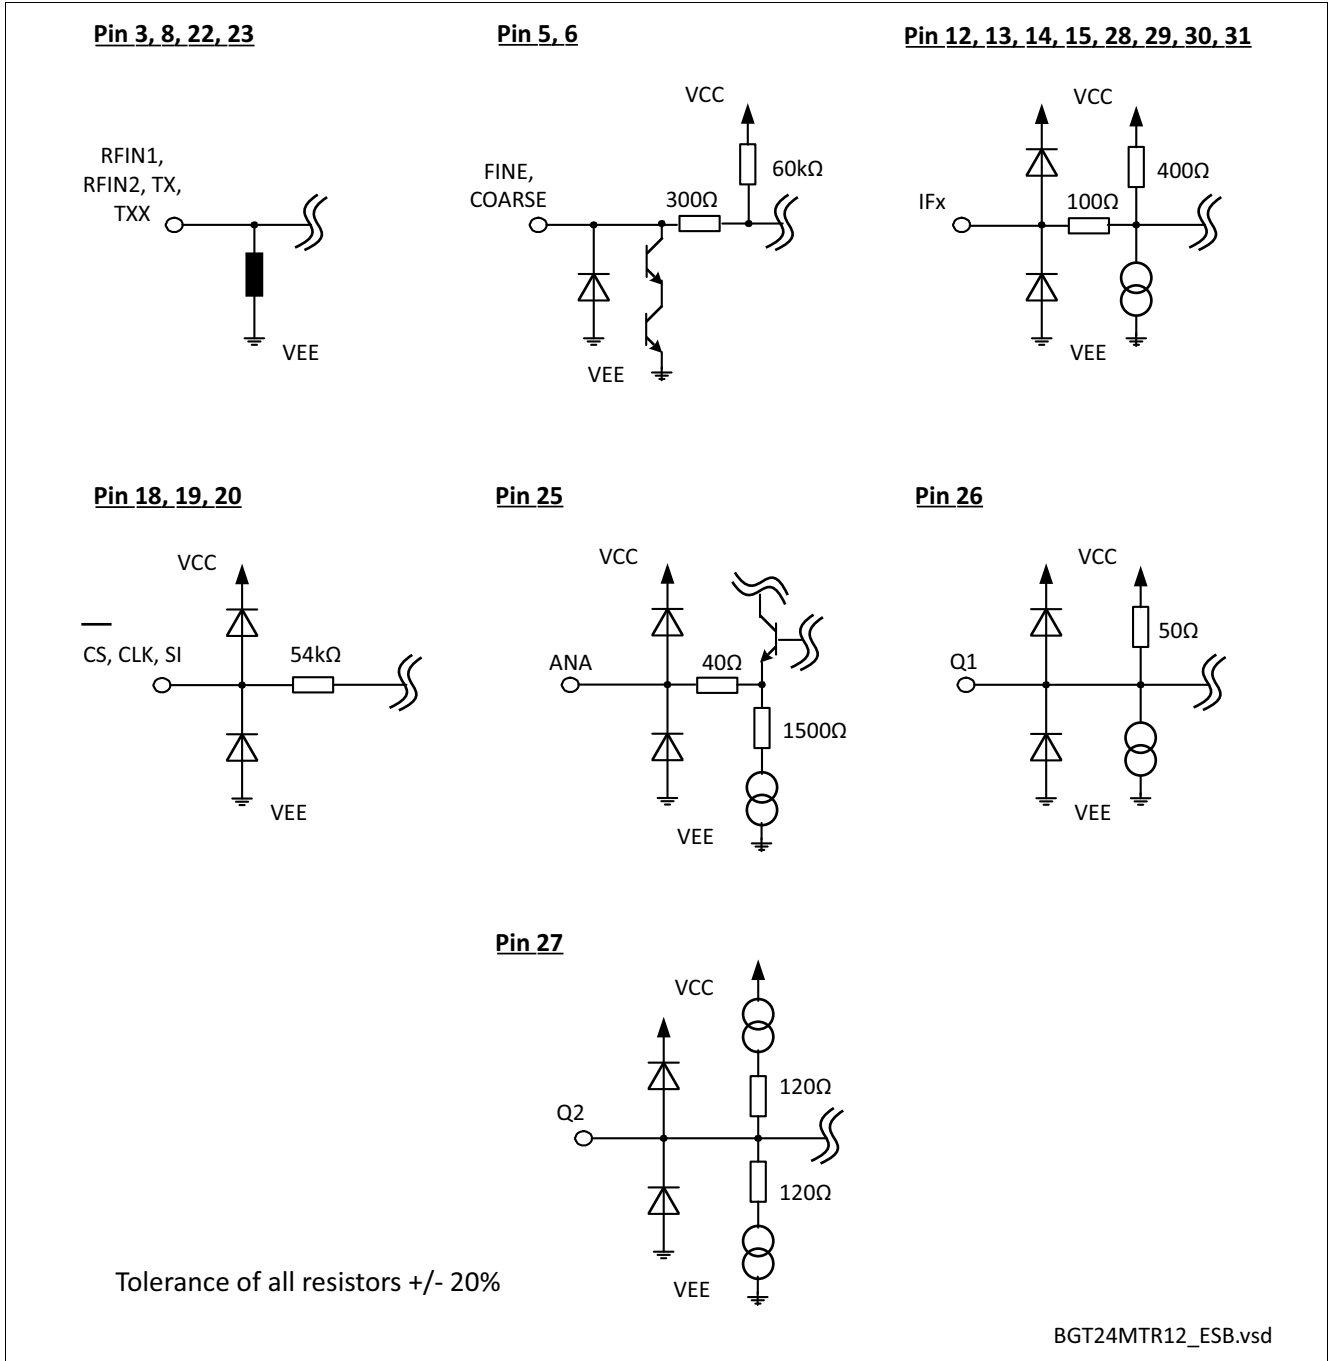 Pin 3, 8, 22, 23
RFIN1,
RFIN2, TX,
TXX
VEE
Pin 5, 6
VCC
60kΩ
300Ω
FINE,
COARSE
VEE
Pin 12, 13, 14, 15, 28, 29, 30, 31
VCC
400Ω
100Ω
IFx
VEE
Pin 18, 19, 20
VCC
CS, CLK, SI
54kΩ
VEE
Pin 25
VCC
ANA
40Ω
1500Ω
VEE
Pin 26
VCC
50Ω
Q1
VEE
Pin 27
VCC
120Ω
Q2
120Ω
VEE
Tolerance of all resistors +/- 20%
BGT24MTR12_ESB.vsd